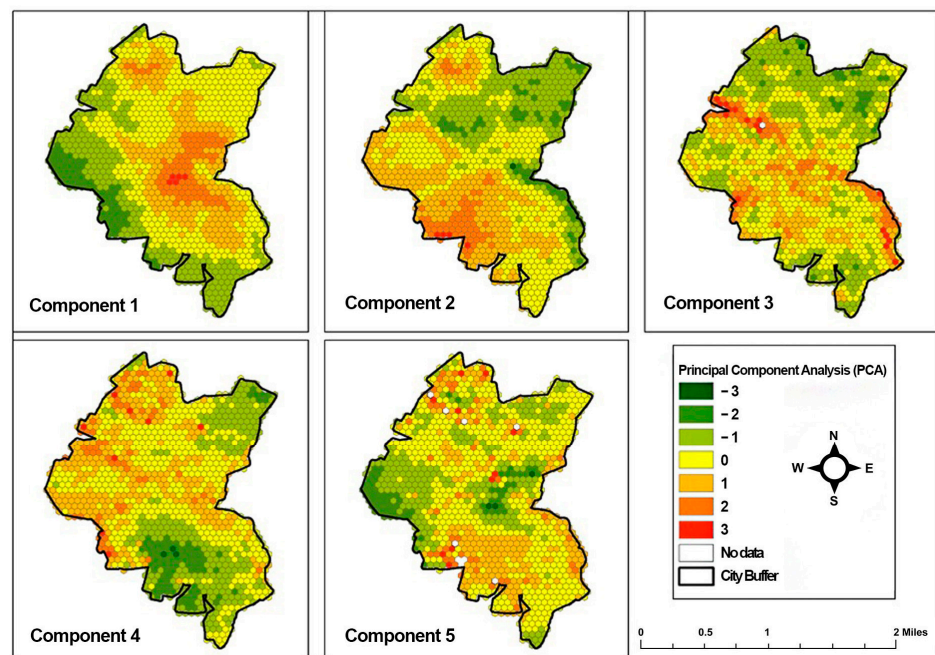 Component 1
Component 2
Component 3
Component 4
Component 5
Principal Component Analysis (PCA)
− 3
− 2
− 1
0
1
2
3
No data
City Buffer
N
W E
S
0 0.5 1 2 Miles